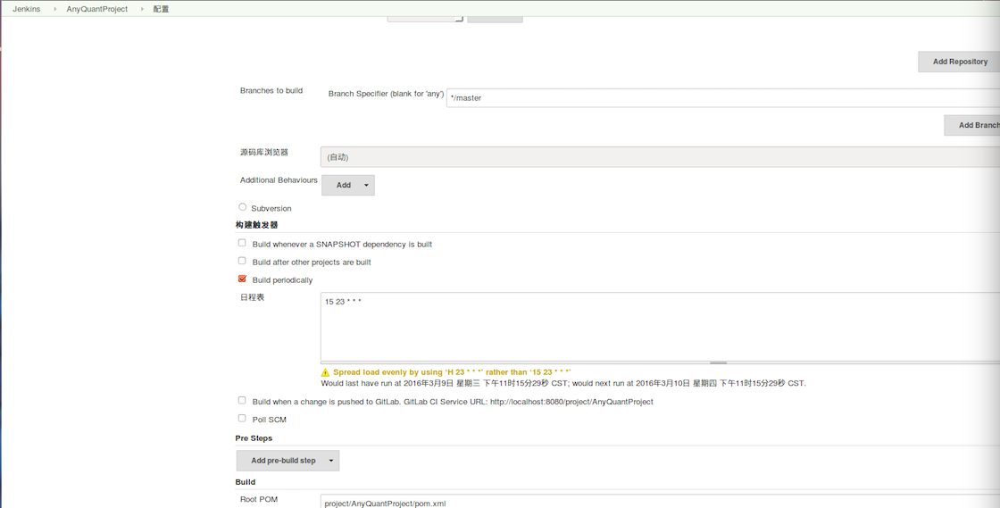 Jenkins AnyQuantProject 配置
Add Repository
Branches to build Branch Specifier (blank for 'any') */master
Add Branch
源码库浏览器 (自动)
Additional Behaviours Add
Subversion
构建触发器
Build whenever a SNAPSHOT dependency is built
Build after other projects are built
Build periodically
日程表 15 23 * * *
Spread load evenly by using ‘H 23 * * *’ rather than ‘15 23 * * *’
Would last have run at 2016年3月9日 星期三 下午11时15分29秒 CST; would next run at 2016年3月10日 星期四 下午11时15分29秒 CST.
Build when a change is pushed to GitLab. GitLab CI Service URL: http://localhost:8080/project/AnyQuantProject
Poll SCM
Pre Steps
Add pre-build step
Build
Root POM project/AnyQuantProject/pom.xml